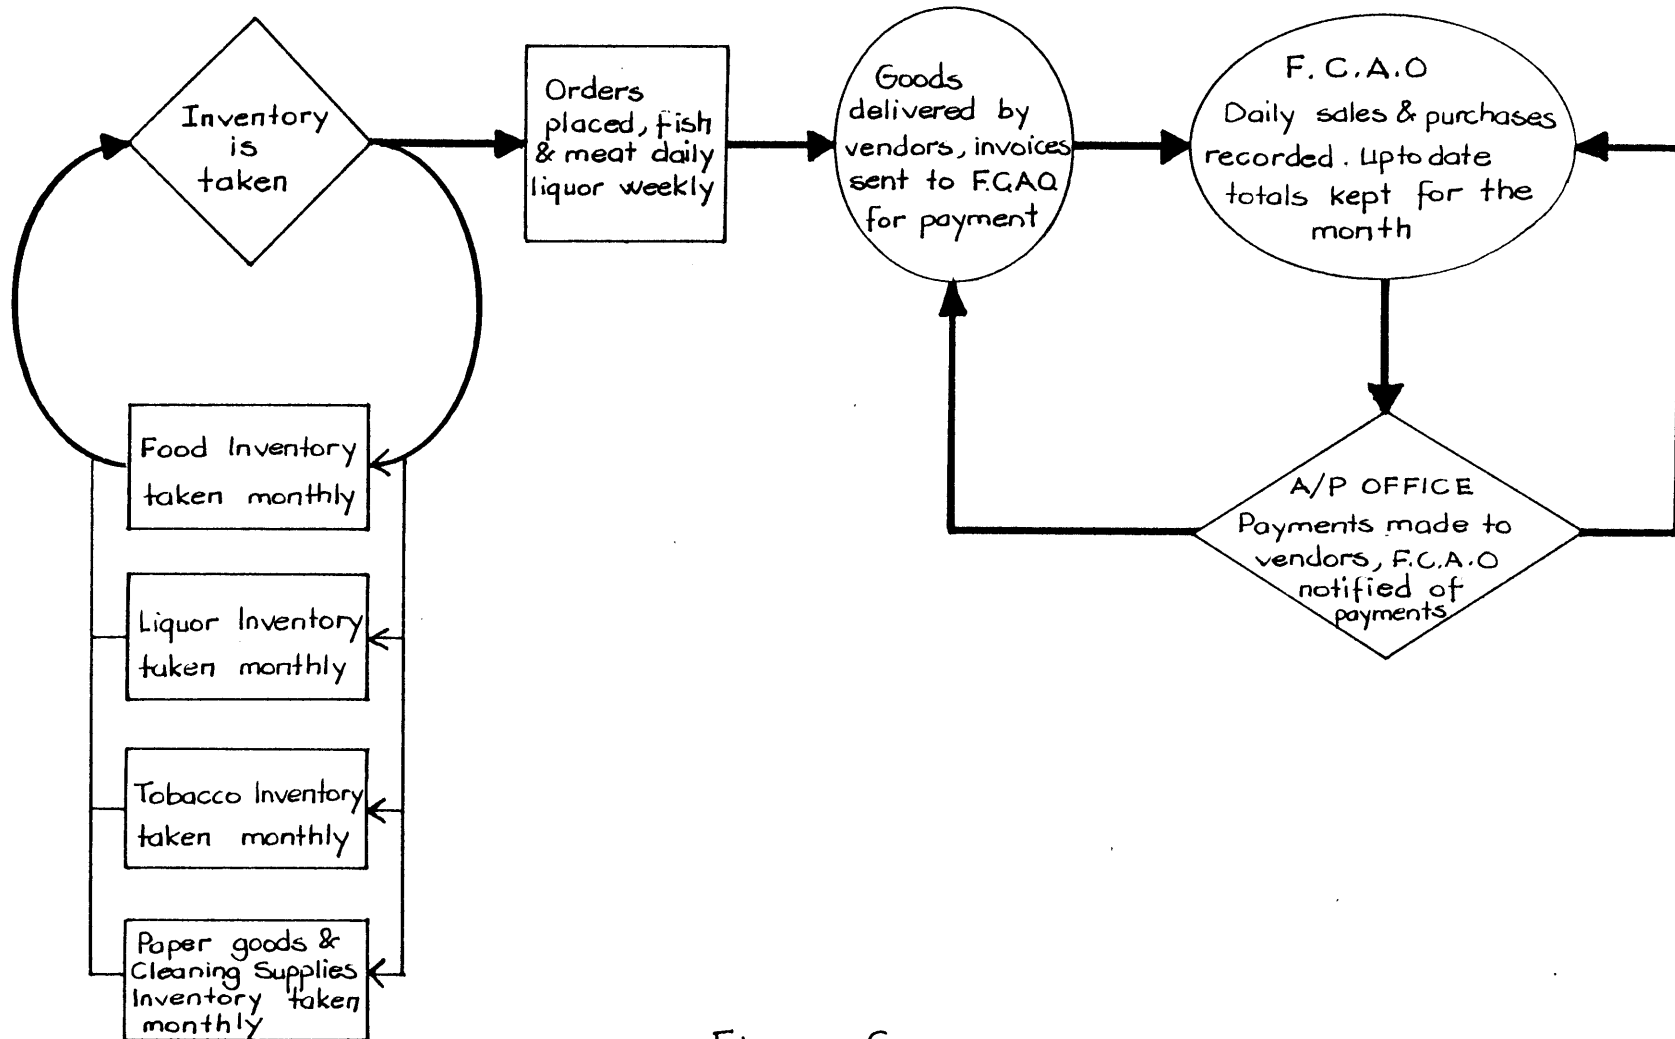 Inventory
is
taken
Orders
placed, fish
& meat daily
liquor weekly
Goods
delivered by
vendors, invoices
sent to F.C.A.O
for payment
F. C. A. O
Daily sales & purchases
recorded. Upto date
totals kept for the
month
A/P OFFICE
Payments made to
vendors, F.C.A.O
notified of
payments
Food Inventory
taken monthly
Liquor Inventory
taken monthly
Tobacco Inventory
taken monthly
Paper goods &
Cleaning Supplies
Inventory taken
monthly